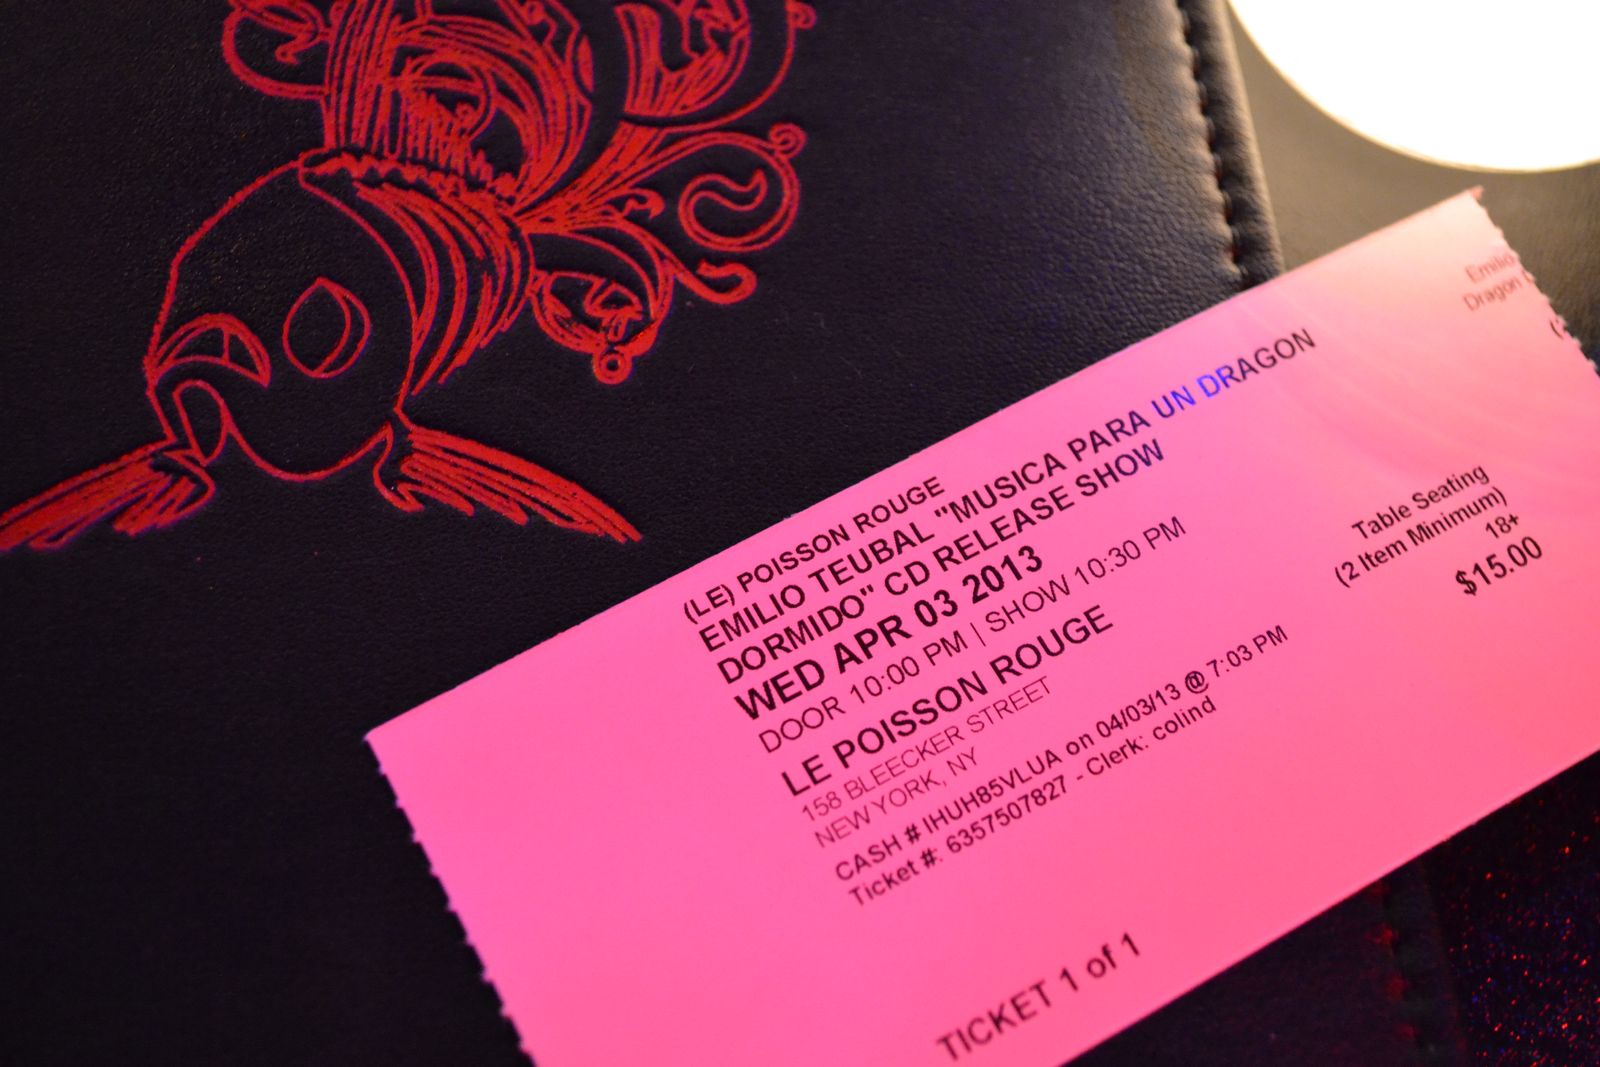 (LE) POISSON ROUGE
EMILIO TEUBAL "MUSICA PARA UN DRAGON
DORMIDO" CD RELEASE SHOW
WED APR 03 2013
DOOR 10:00 PM | SHOW 10:30 PM
LE POISSON ROUGE
158 BLEECKER STREET
NEW YORK, NY
CASH # IHUH85VLUA on 04/03/13 @ 7:03 PM
Ticket #: 6357507827 - Clerk: colind
TICKET 1 of 1
Table Seating
(2 Item Minimum)
18+
$15.00
Emilio
Dragon